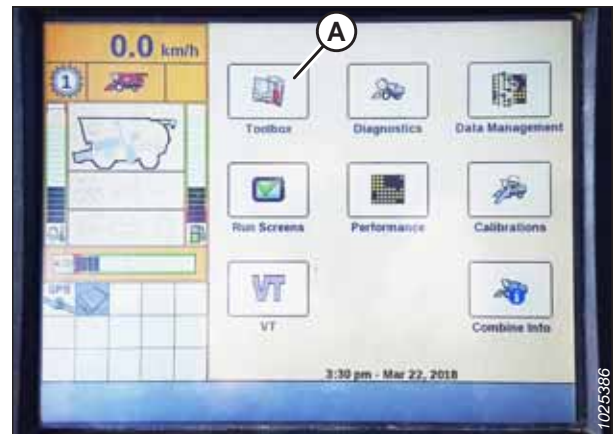 0.0 km/h
A
1
Toolbox
Diagnostics
Data Management
Run Screens
Performance
Calibrations
GPS
VT
VT
Combine Info
3:30 pm - Mar 22, 2018
1025386